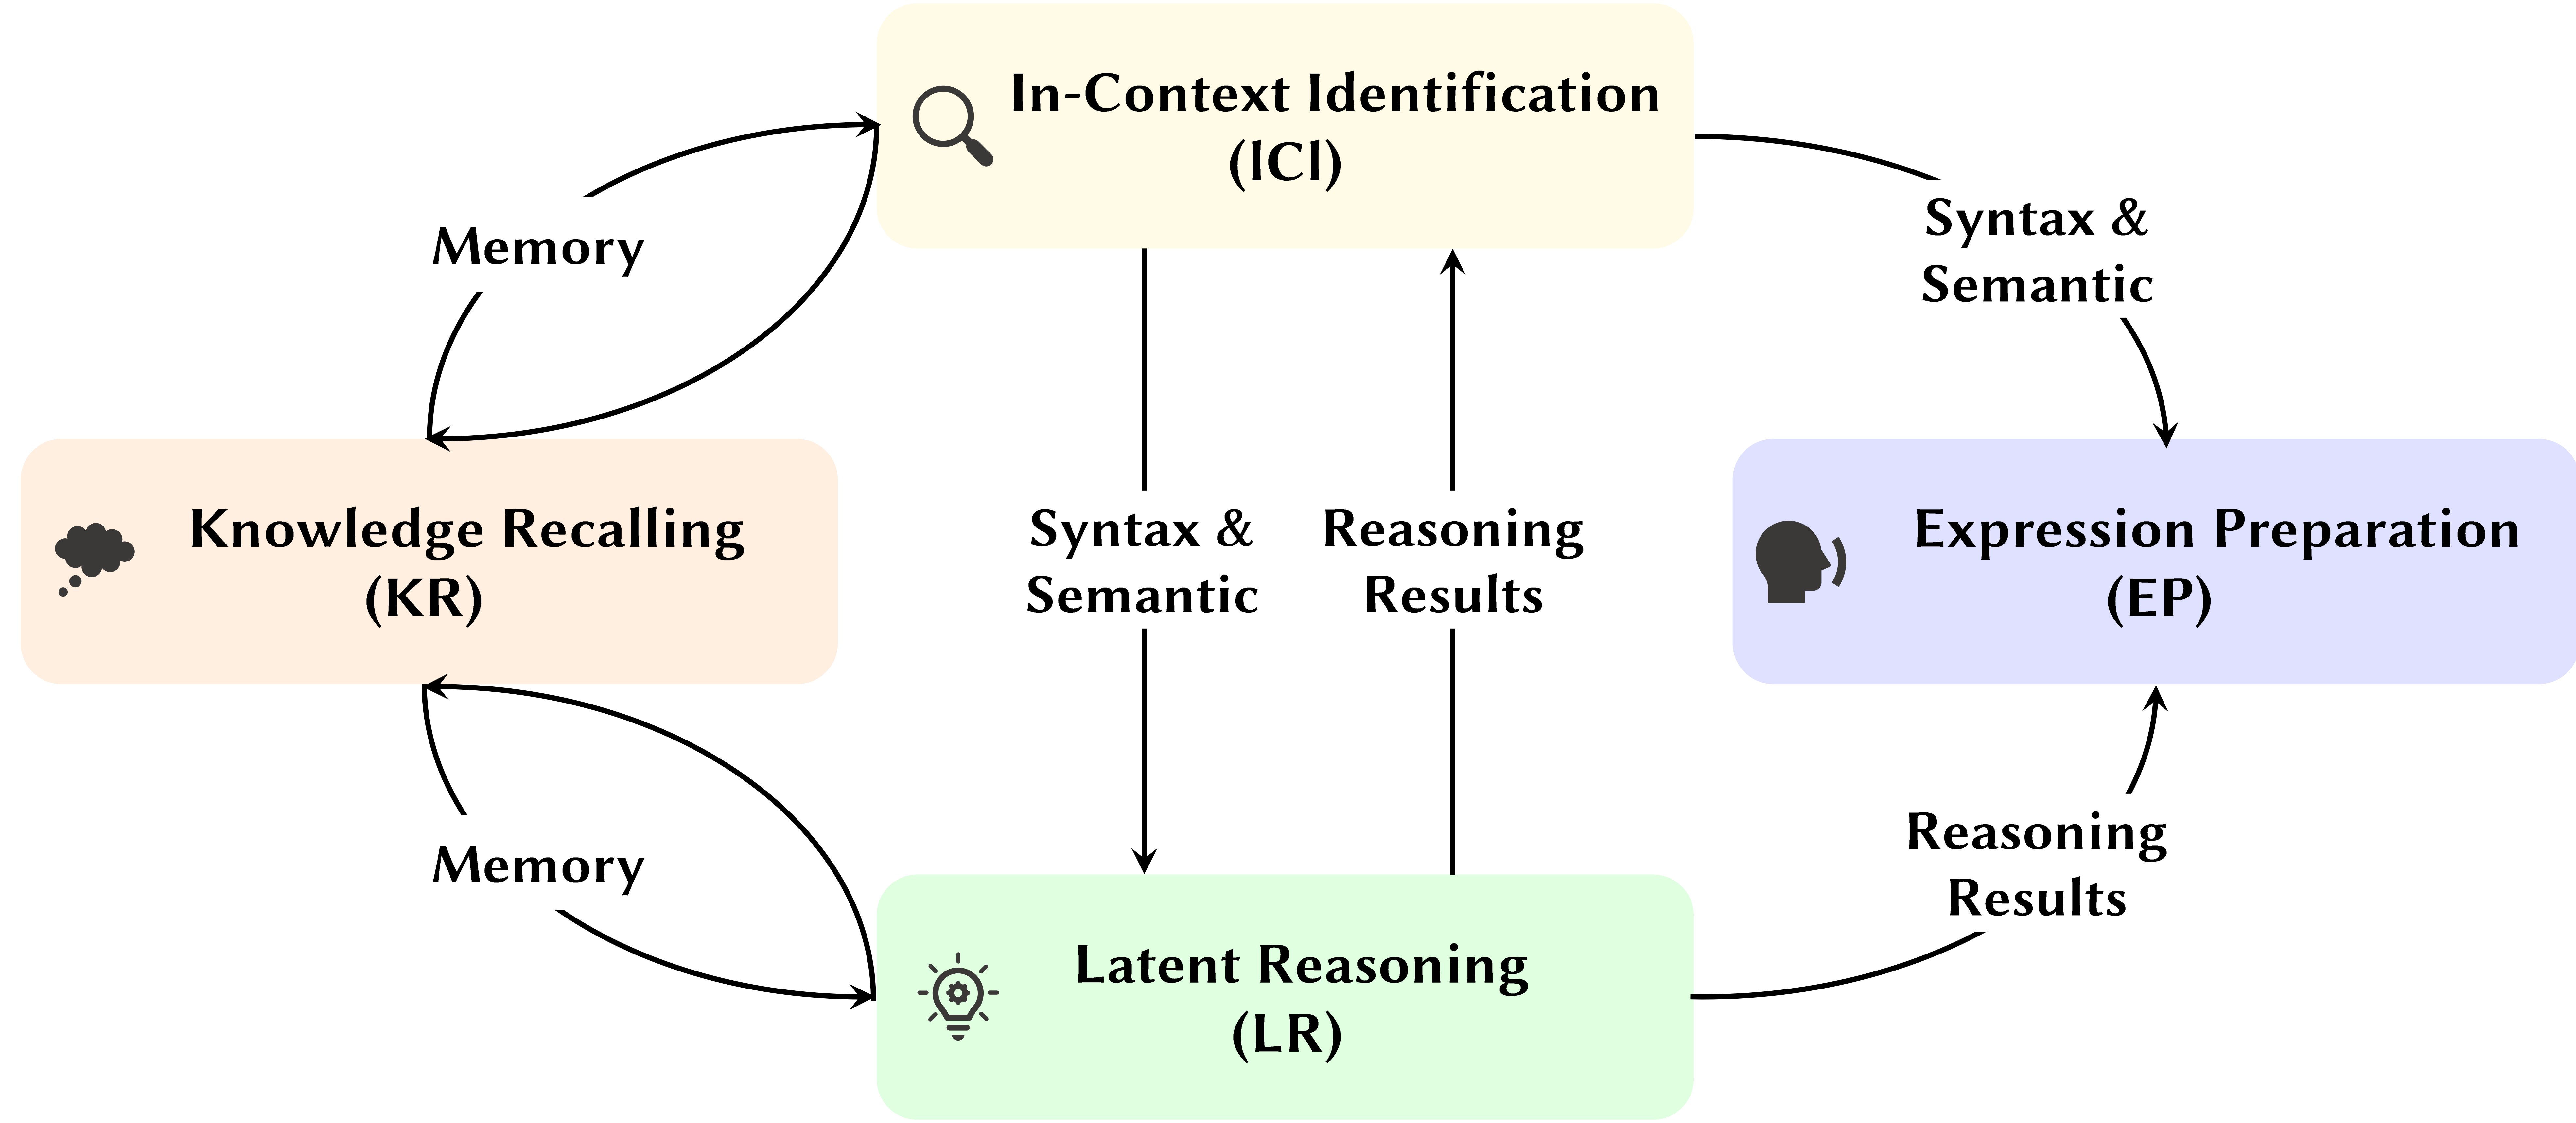 In-Context Identification
(ICI)
Memory
Syntax &
Semantic
Knowledge Recalling
(KR)
Syntax &
Semantic
Reasoning
Results
Expression Preparation
(EP)
Memory
Reasoning
Results
Latent Reasoning
(LR)